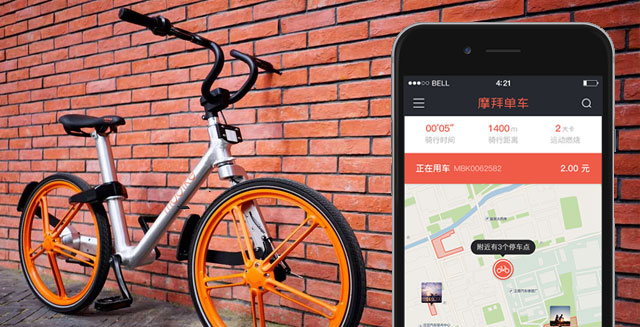 mobike
BELL
4:21
摩拜单车
00'05"
1400 m
2 大卡
骑行时间
骑行距离
运动燃烧
正在用车 MBK0062582
2.00 元
附近有3个停车点